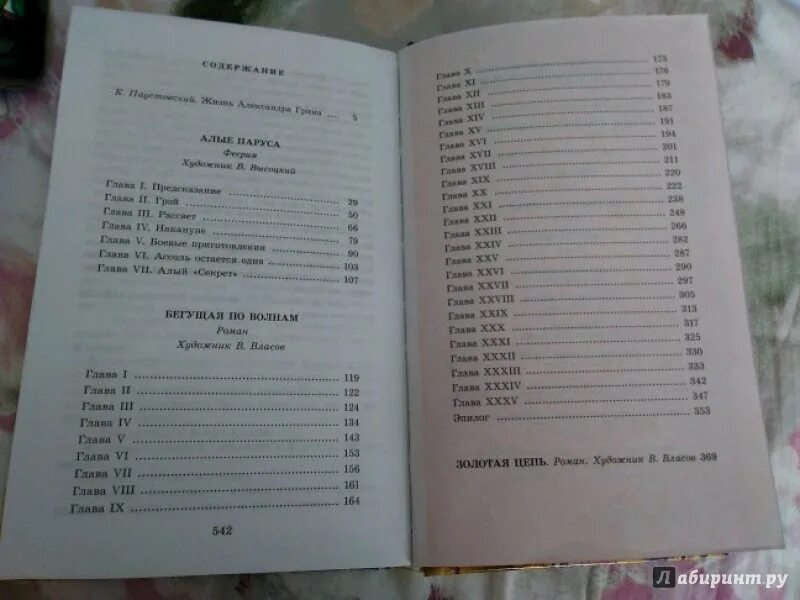 СОДЕРЖАНИЕ
К. Паустовский. Жизнь Александра Грина .... 5
АЛЫЕ ПАРУСА
Феерия
Художник В. Высоцкий
Глава I. Предсказание 29
Глава II. Грэй 50
Глава III. Рассвет 66
Глава IV. Накануне 79
Глава V. Боевые приготовления 90
Глава VI. Ассоль остается одна 103
Глава VII. Алый «Секрет» 107
БЕГУЩАЯ ПО ВОЛНАМ
Роман
Художник В. Власов
Глава I 119
Глава II 122
Глава III 124
Глава IV 134
Глава V 143
Глава VI 153
Глава VII 156
Глава VIII 161
Глава IX 164
542
Глава X 173
Глава XI 176
Глава XII 179
Глава XIII 183
Глава XIV 187
Глава XV 191
Глава XVI 194
Глава XVII 201
Глава XVIII 211
Глава XIX 220
Глава XX 222
Глава XXI 238
Глава XXII 248
Глава XXIII 266
Глава XXIV 282
Глава XXV 287
Глава XXVI 290
Глава XXVII 297
Глава XXVIII 305
Глава XXIX 313
Глава XXX 317
Глава XXXI 325
Глава XXXII 330
Глава XXXIII 333
Глава XXXIV 342
Глава XXXV 347
Эпилог 353
ЗОЛОТАЯ ЦЕПЬ. Роман. Художник В. Власов 369
Лабиринт.ру